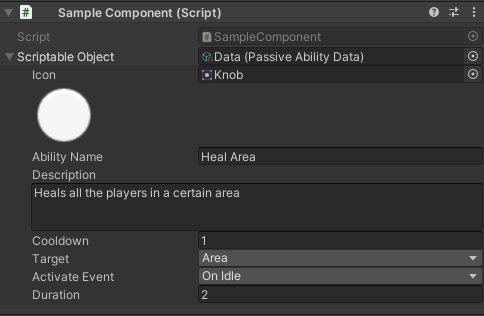 Sample Component (Script)
Script SampleComponent
Scriptable Object Data (Passive Ability Data)
Icon Knob
Ability Name Heal Area
Description
Heals all the players in a certain area
Cooldown 1
Target Area
Activate Event On Idle
Duration 2